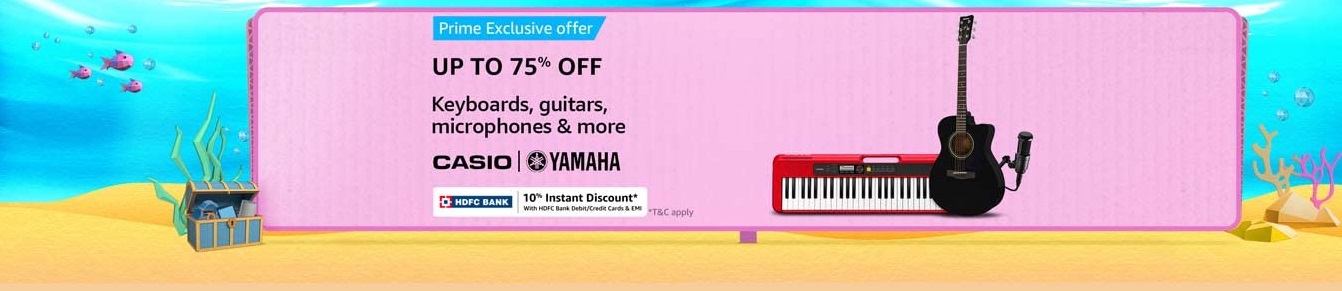 Prime Exclusive offer
UP TO 75% OFF
Keyboards, guitars,
microphones & more
CASIO | YAMAHA
HDFC BANK
10% Instant Discount*
With HDFC Bank Debit/Credit Cards & EMI
*T&C apply